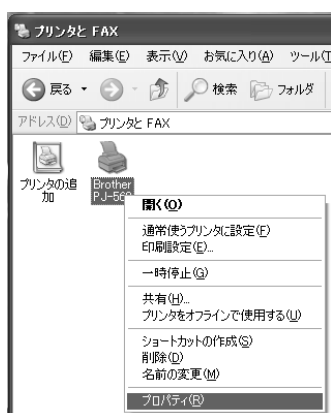 プリンタと FAX
ファイル(F) 編集(E) 表示(V) お気に入り(A) ツール(T
戻る 検索 フォルダ
アドレス(D) プリンタと FAX
プリンタの追
加
Brother
PJ-56
開く(O)
通常使うプリンタに設定(F)
印刷設定(E)...
一時停止(G)
共有(H)...
プリンタをオフラインで使用する(U)
ショートカットの作成(S)
削除(D)
名前の変更(M)
プロパティ(R)